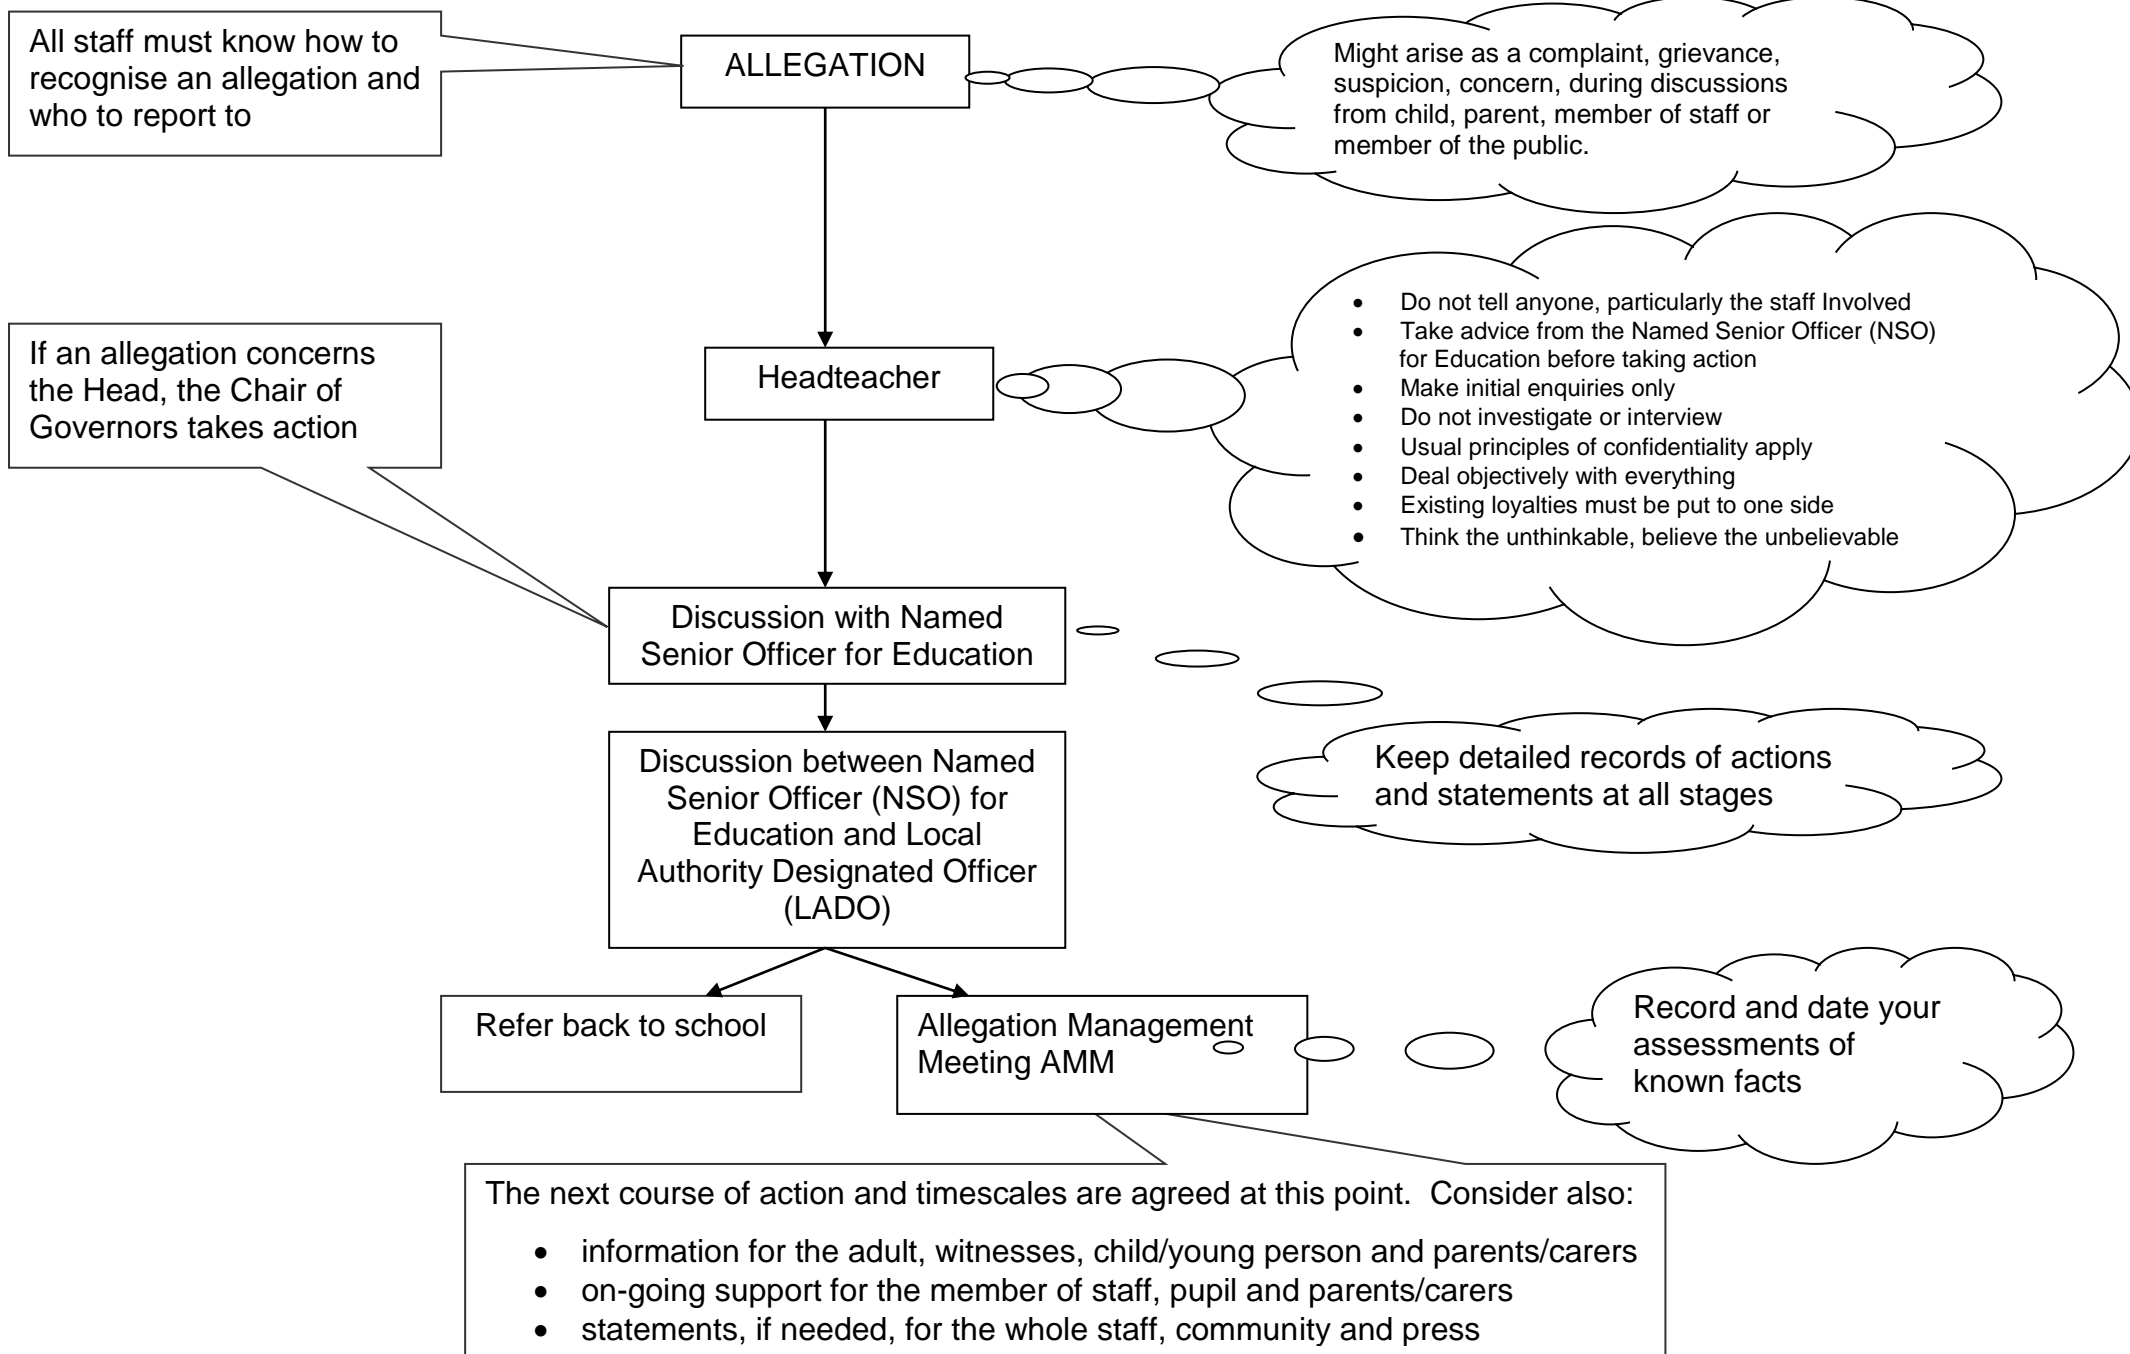 All staff must know how to
recognise an allegation and
who to report to
ALLEGATION
Might arise as a complaint, grievance,
suspicion, concern, during discussions
from child, parent, member of staff or
member of the public.
If an allegation concerns
the Head, the Chair of
Governors takes action
Headteacher
• Do not tell anyone, particularly the staff Involved
• Take advice from the Named Senior Officer (NSO)
for Education before taking action
• Make initial enquiries only
• Do not investigate or interview
• Usual principles of confidentiality apply
• Deal objectively with everything
• Existing loyalties must be put to one side
• Think the unthinkable, believe the unbelievable
Discussion with Named
Senior Officer for Education
Discussion between Named
Senior Officer (NSO) for
Education and Local
Authority Designated Officer
(LADO)
Keep detailed records of actions
and statements at all stages
Refer back to school
Allegation Management
Meeting AMM
Record and date your
assessments of
known facts
The next course of action and timescales are agreed at this point.  Consider also:
• information for the adult, witnesses, child/young person and parents/carers
• on-going support for the member of staff, pupil and parents/carers
• statements, if needed, for the whole staff, community and press